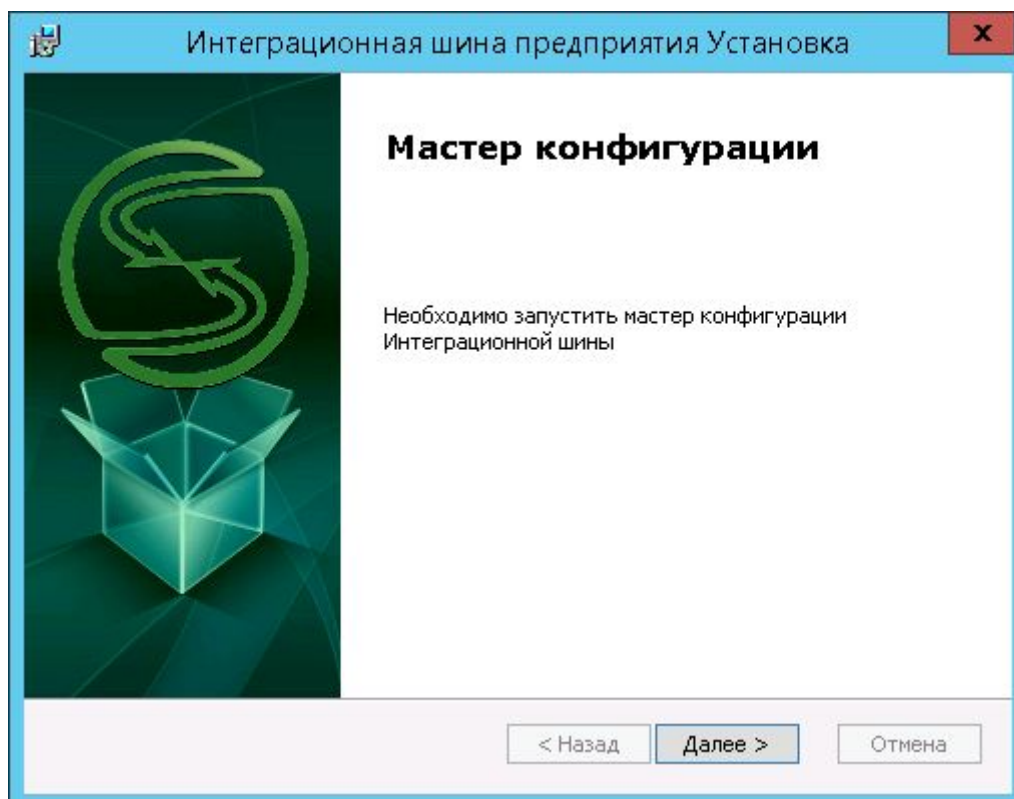 Интеграционная шина предприятия Установка
x
Мастер конфигурации
Необходимо запустить мастер конфигурации
Интеграционной шины
< Назад
Далее >
Отмена